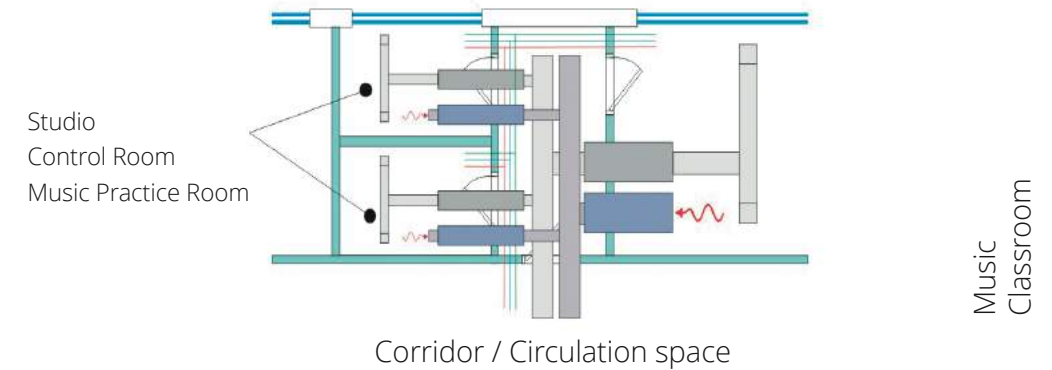 Studio
Control Room
Music Practice Room
Music
Classroom
Corridor / Circulation space